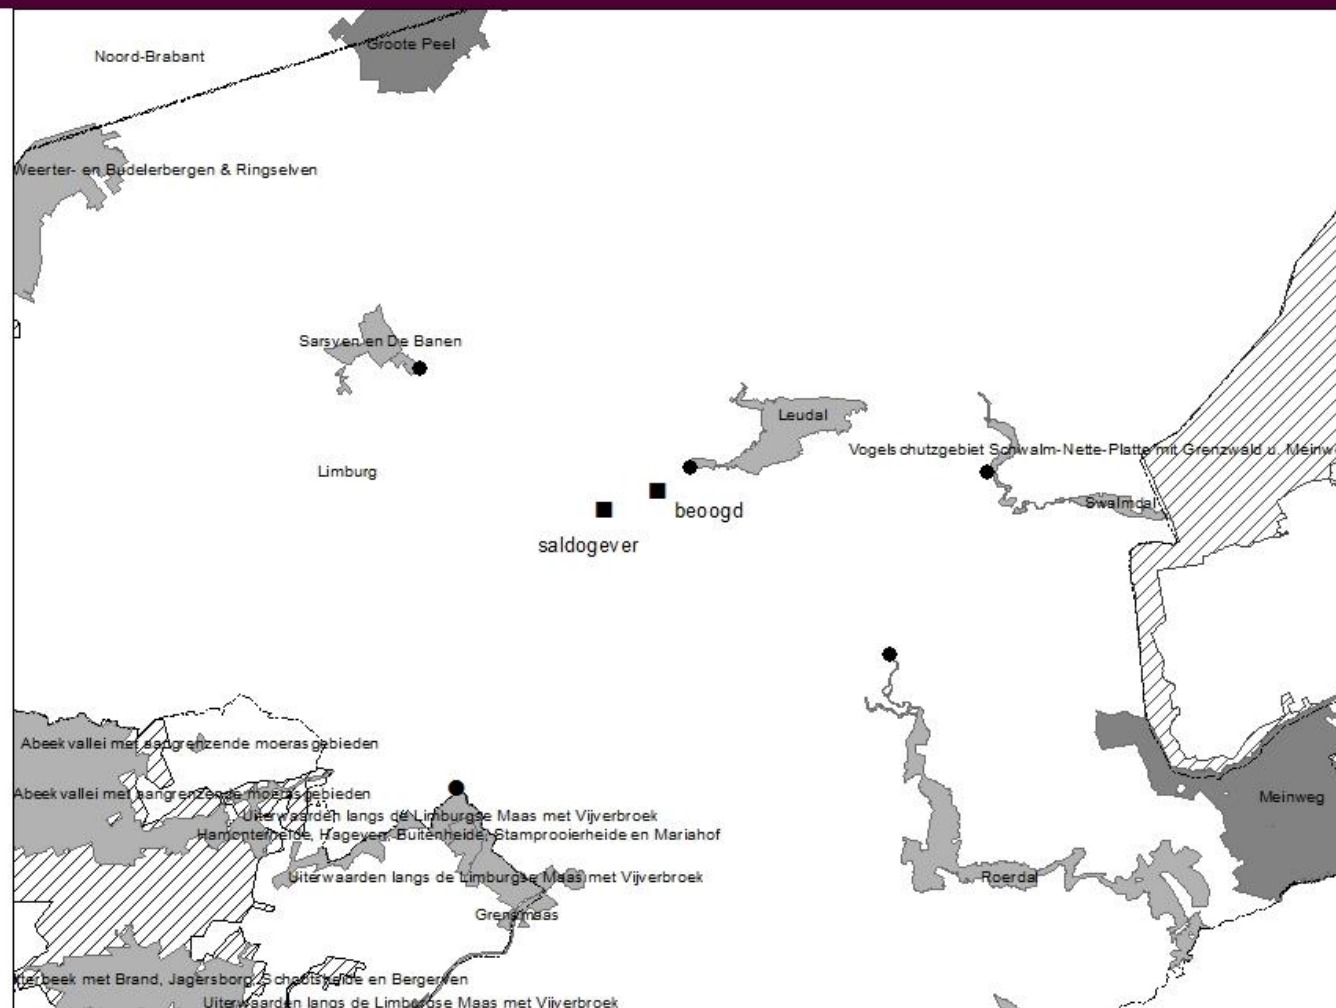 Groote Peel
Noord-Brabant
Weerter- en Budelerbergen & Ringselven
Sarsven en De Banen
Leudal
Vogelschutzgebiet Schwalm-Nette-Platte mit Grenzwald u. Meinw
Limburg
Swalmdal
beoogd
saldogever
Abeekvallei met aangrenzende moerasgebieden
Abeekvallei met aangrenzende moerasgebieden
Meinweg
Uiterwaarden langs de Limburgse Maas met Vijverbroek
Hamonterheide, Hageven, Buitenheide, Stamprooierheide en Mariahof
Uiterwaarden langs de Limburgse Maas met Vijverbroek
Roerdal
Grensmaas
itterbeek met Brand, Jagersborg, Schootsheide en Bergerven
Uiterwaarden langs de Limburgse Maas met Vijverbroek